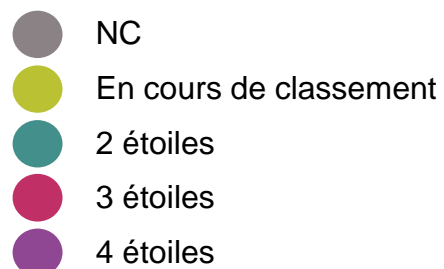 NC
En cours de classement
2 étoiles
3 étoiles
4 étoiles